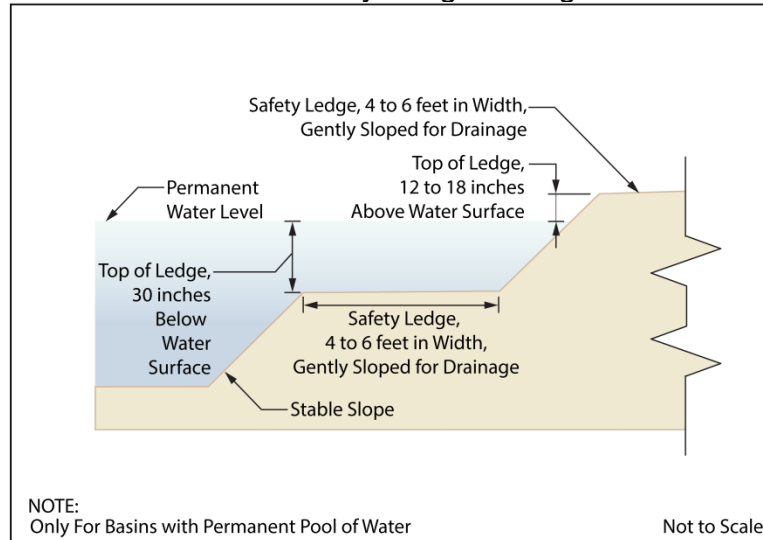 Safety Ledge, 4 to 6 feet in Width,
Gently Sloped for Drainage
Top of Ledge,
12 to 18 inches
Above Water Surface
Permanent
Water Level
Top of Ledge,
30 inches
Below
Water
Surface
Safety Ledge,
4 to 6 feet in Width,
Gently Sloped for Drainage
Stable Slope
NOTE:
Only For Basins with Permanent Pool of Water
Not to Scale